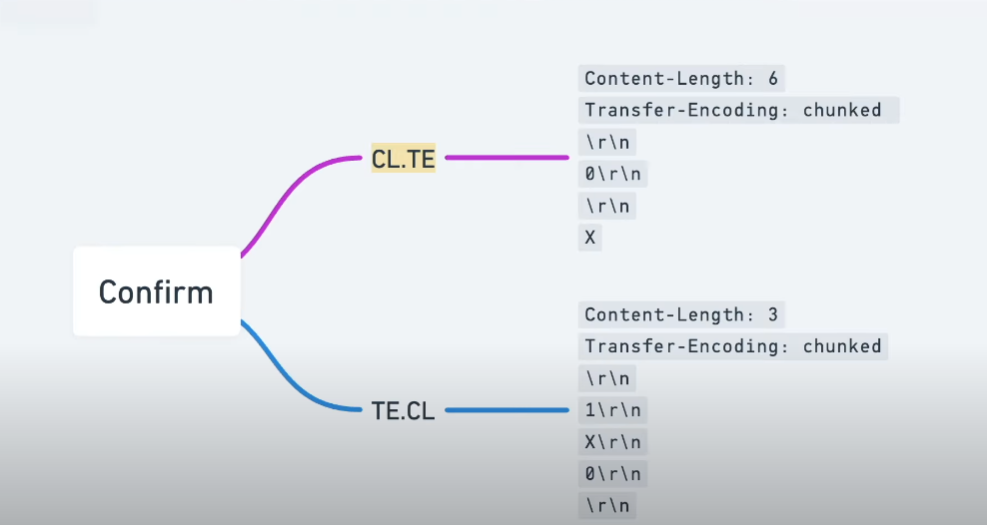 Confirm
CL.TE
Content-Length: 6
Transfer-Encoding: chunked
\r\n
0\r\n
\r\n
X
TE.CL
Content-Length: 3
Transfer-Encoding: chunked
\r\n
1\r\n
X\r\n
0\r\n
\r\n